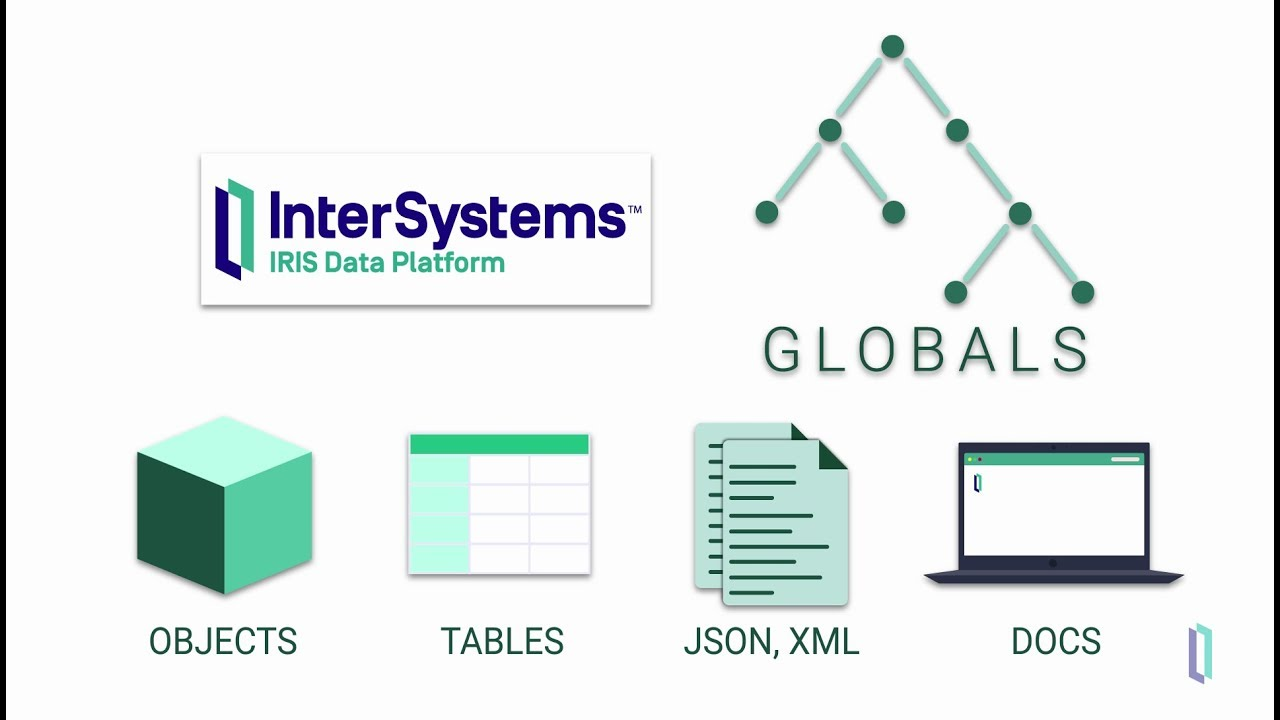 InterSystems™
IRIS Data Platform
GLOBALS
OBJECTS
TABLES
JSON, XML
DOCS